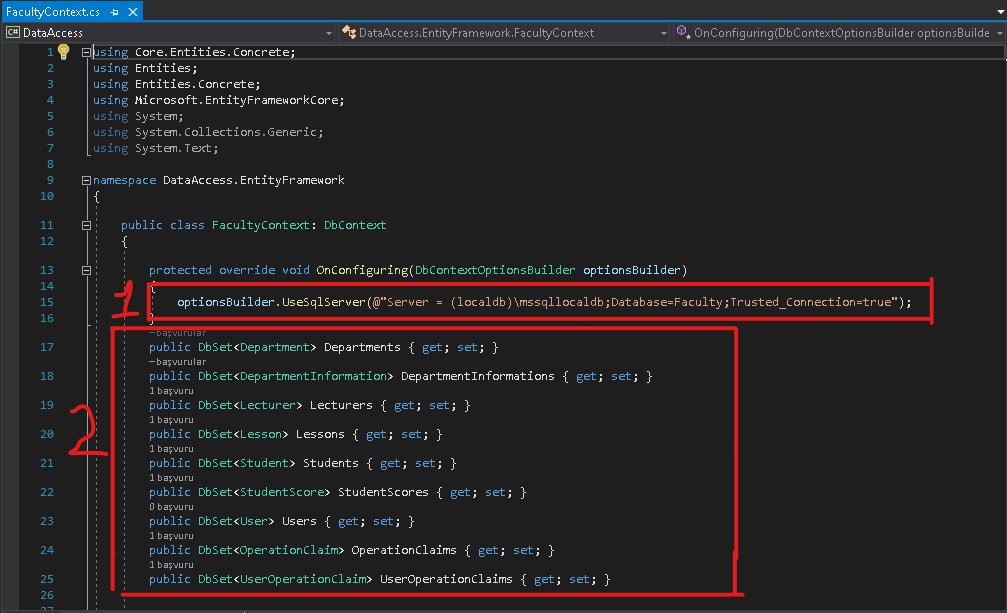 FacultyContext.cs
C# DataAccess DataAccess.EntityFramework.FacultyContext OnConfiguring(DbContextOptionsBuilder optionsBuilde
1 using Core.Entities.Concrete;
2 using Entities;
3 using Entities.Concrete;
4 using Microsoft.EntityFrameworkCore;
5 using System;
6 using System.Collections.Generic;
7 using System.Text;
8
9 namespace DataAccess.EntityFramework
10 {
11 public class FacultyContext: DbContext
12 {
13 protected override void OnConfiguring(DbContextOptionsBuilder optionsBuilder)
14 {
1
15 optionsBuilder.UseSqlServer(@"Server = (localdb)\mssqllocaldb;Database=Faculty;Trusted_Connection=true");
16 }
—başvurular
17 public DbSet<Department> Departments { get; set; }
—başvurular
18 public DbSet<DepartmentInformation> DepartmentInformations { get; set; }
1 başvuru
19 public DbSet<Lecturer> Lecturers { get; set; }
1 başvuru
2
20 public DbSet<Lesson> Lessons { get; set; }
1 başvuru
21 public DbSet<Student> Students { get; set; }
1 başvuru
22 public DbSet<StudentScore> StudentScores { get; set; }
0 başvuru
23 public DbSet<User> Users { get; set; }
1 başvuru
24 public DbSet<OperationClaim> OperationClaims { get; set; }
1 başvuru
25 public DbSet<UserOperationClaim> UserOperationClaims { get; set; }
26